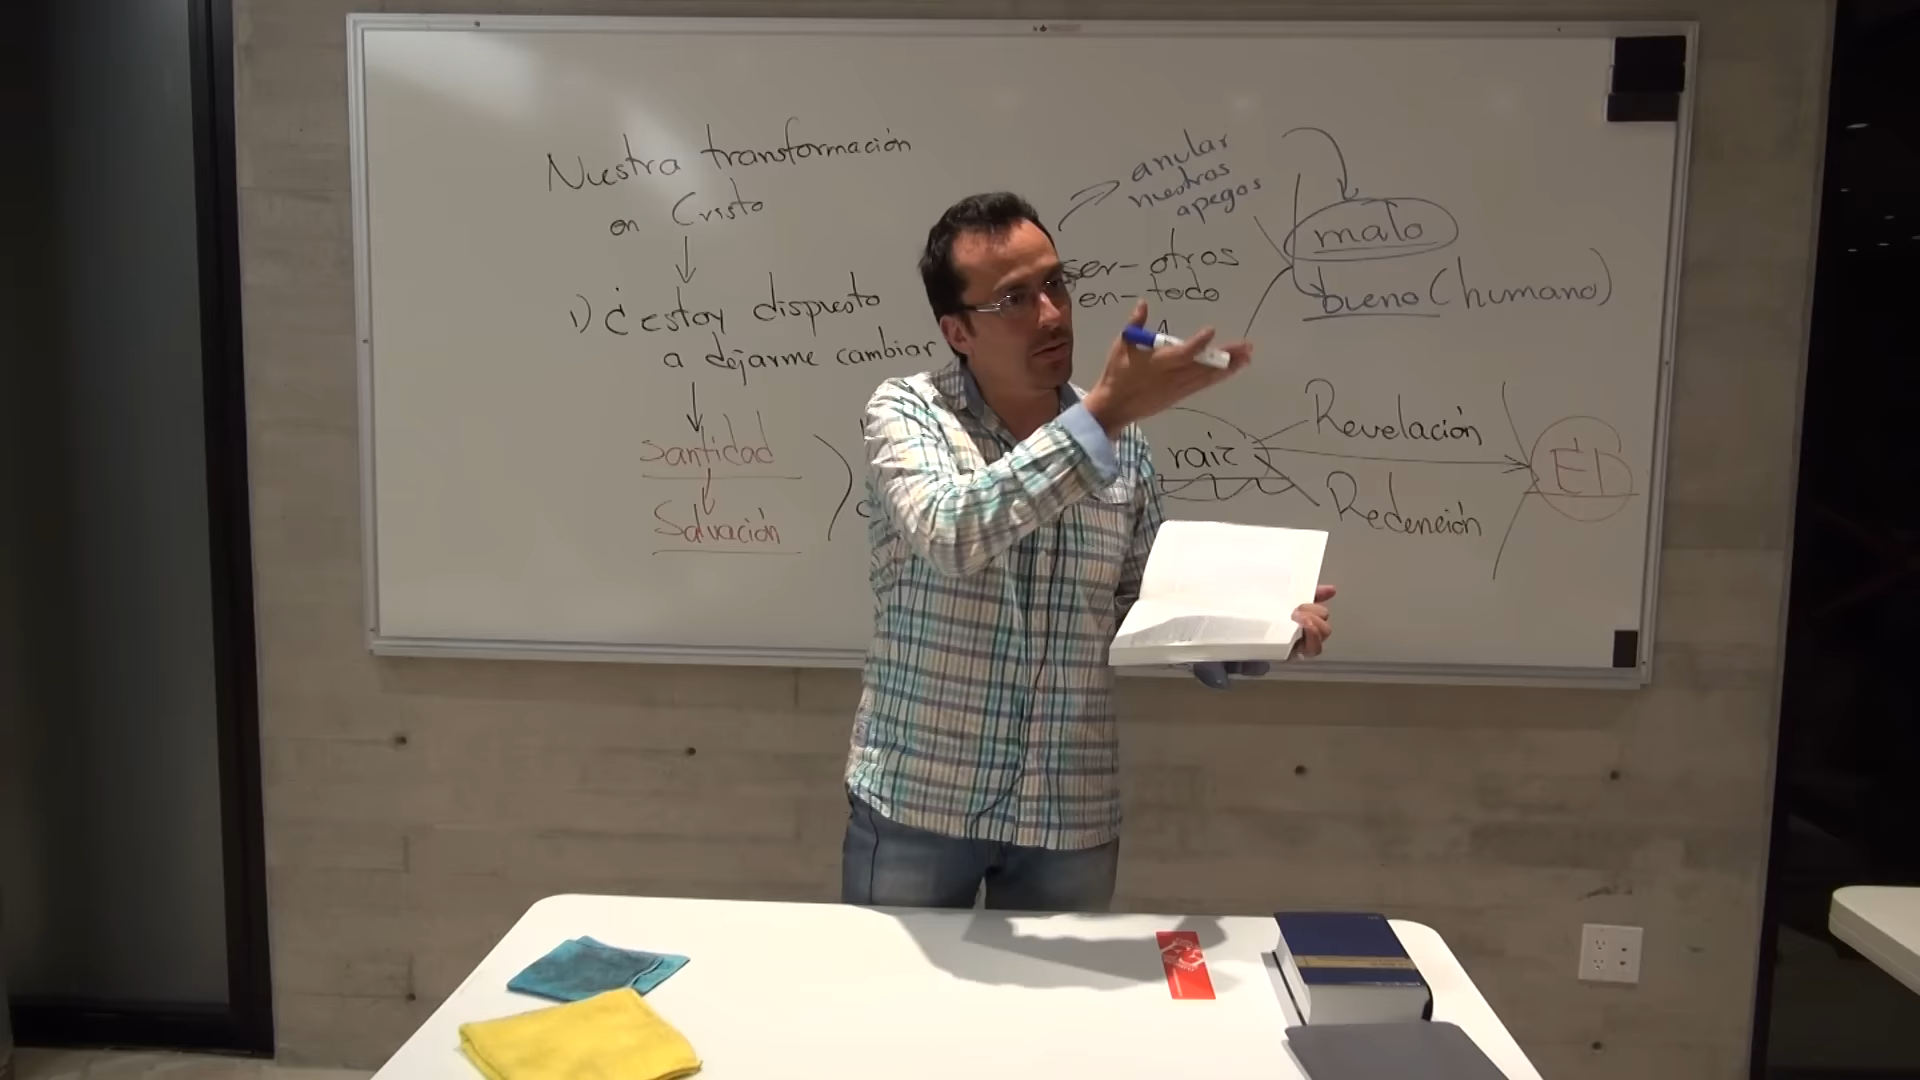 Nuestra transformación
en Cristo
1) ¿estoy dispuesto
a dejarme cambiar
Santidad
Salvación
anular
nuestros
apegos
ser-otros
en-todo
malo
bueno (humano)
raíz
Revelación
Redención